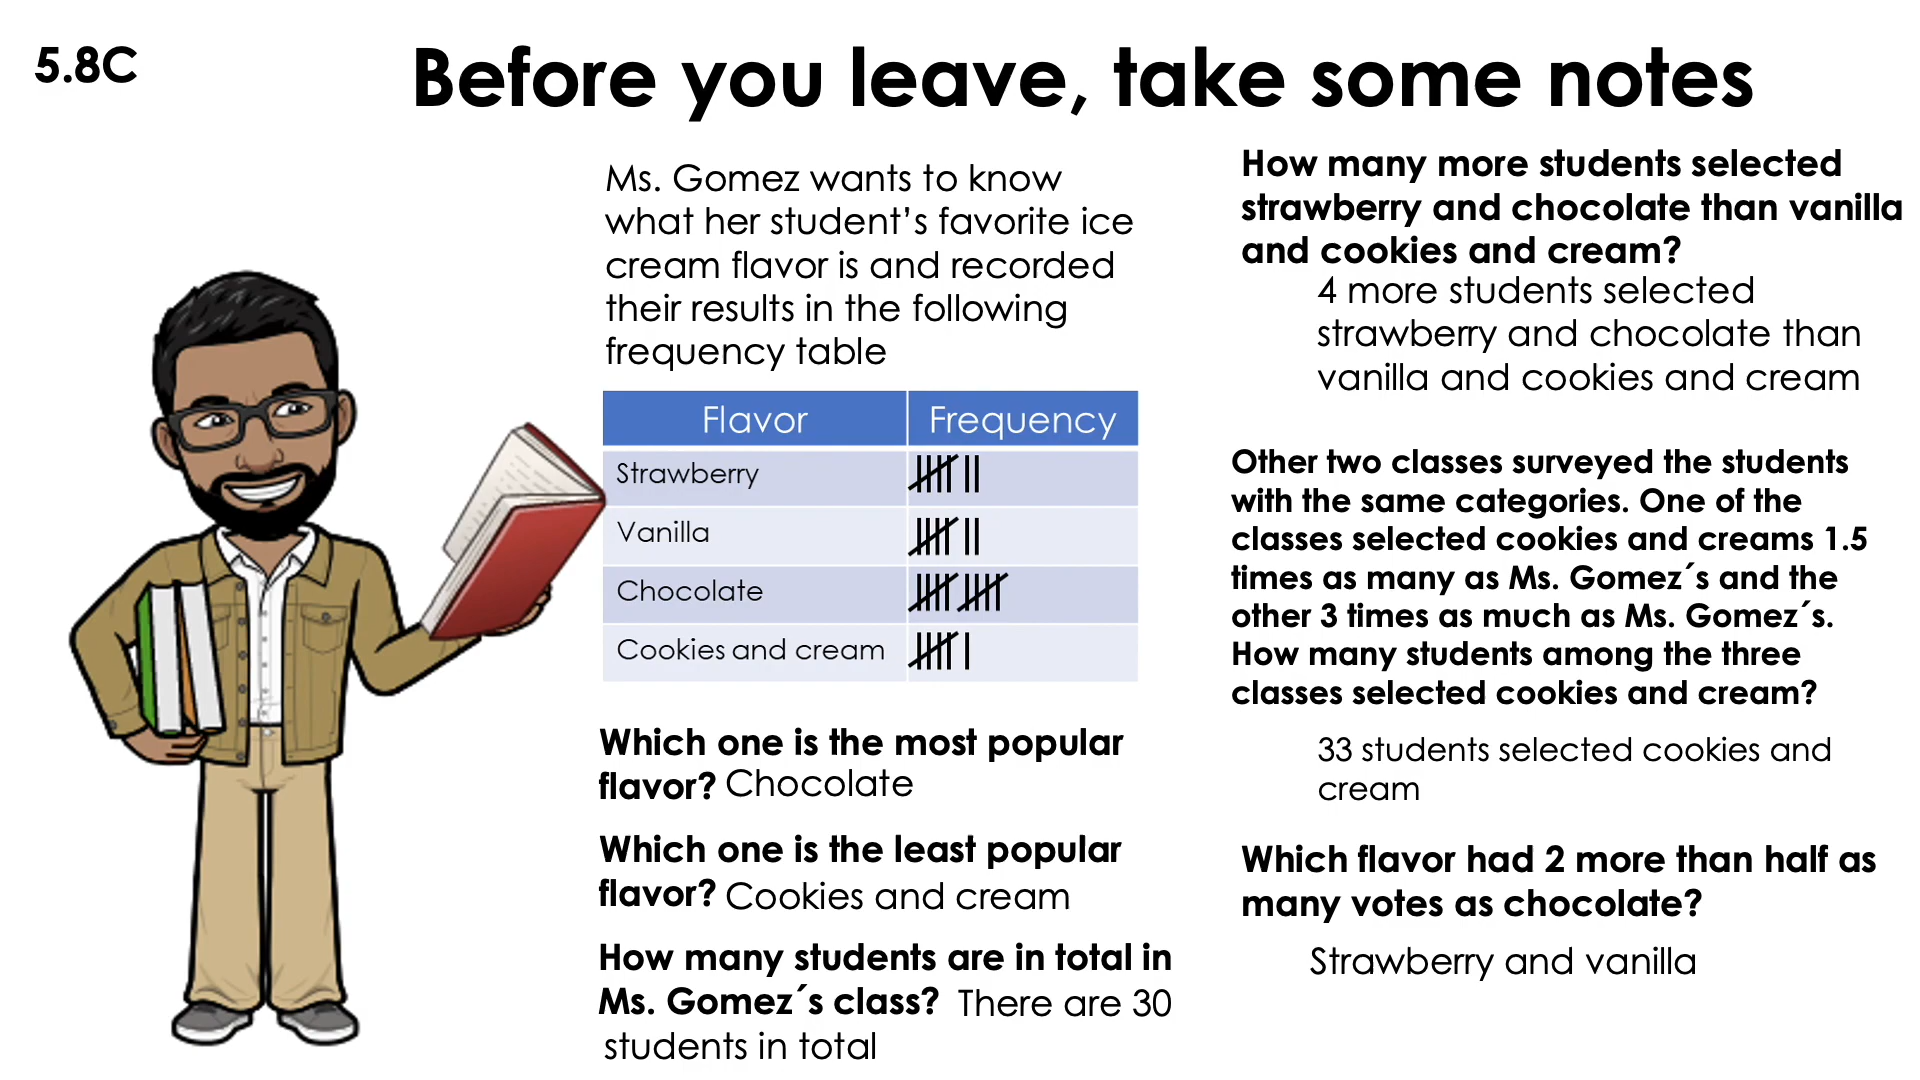 5.8C
Before you leave, take some notes
Ms. Gomez wants to know
what her student’s favorite ice
cream flavor is and recorded
their results in the following
frequency table
Flavor Frequency
Strawberry
Vanilla
Chocolate
Cookies and cream
Which one is the most popular
flavor? Chocolate
Which one is the least popular
flavor? Cookies and cream
How many students are in total in
Ms. Gomez´s class? There are 30
students in total
How many more students selected
strawberry and chocolate than vanilla
and cookies and cream?
4 more students selected
strawberry and chocolate than
vanilla and cookies and cream
Other two classes surveyed the students
with the same categories. One of the
classes selected cookies and creams 1.5
times as many as Ms. Gomez´s and the
other 3 times as much as Ms. Gomez´s.
How many students among the three
classes selected cookies and cream?
33 students selected cookies and
cream
Which flavor had 2 more than half as
many votes as chocolate?
Strawberry and vanilla